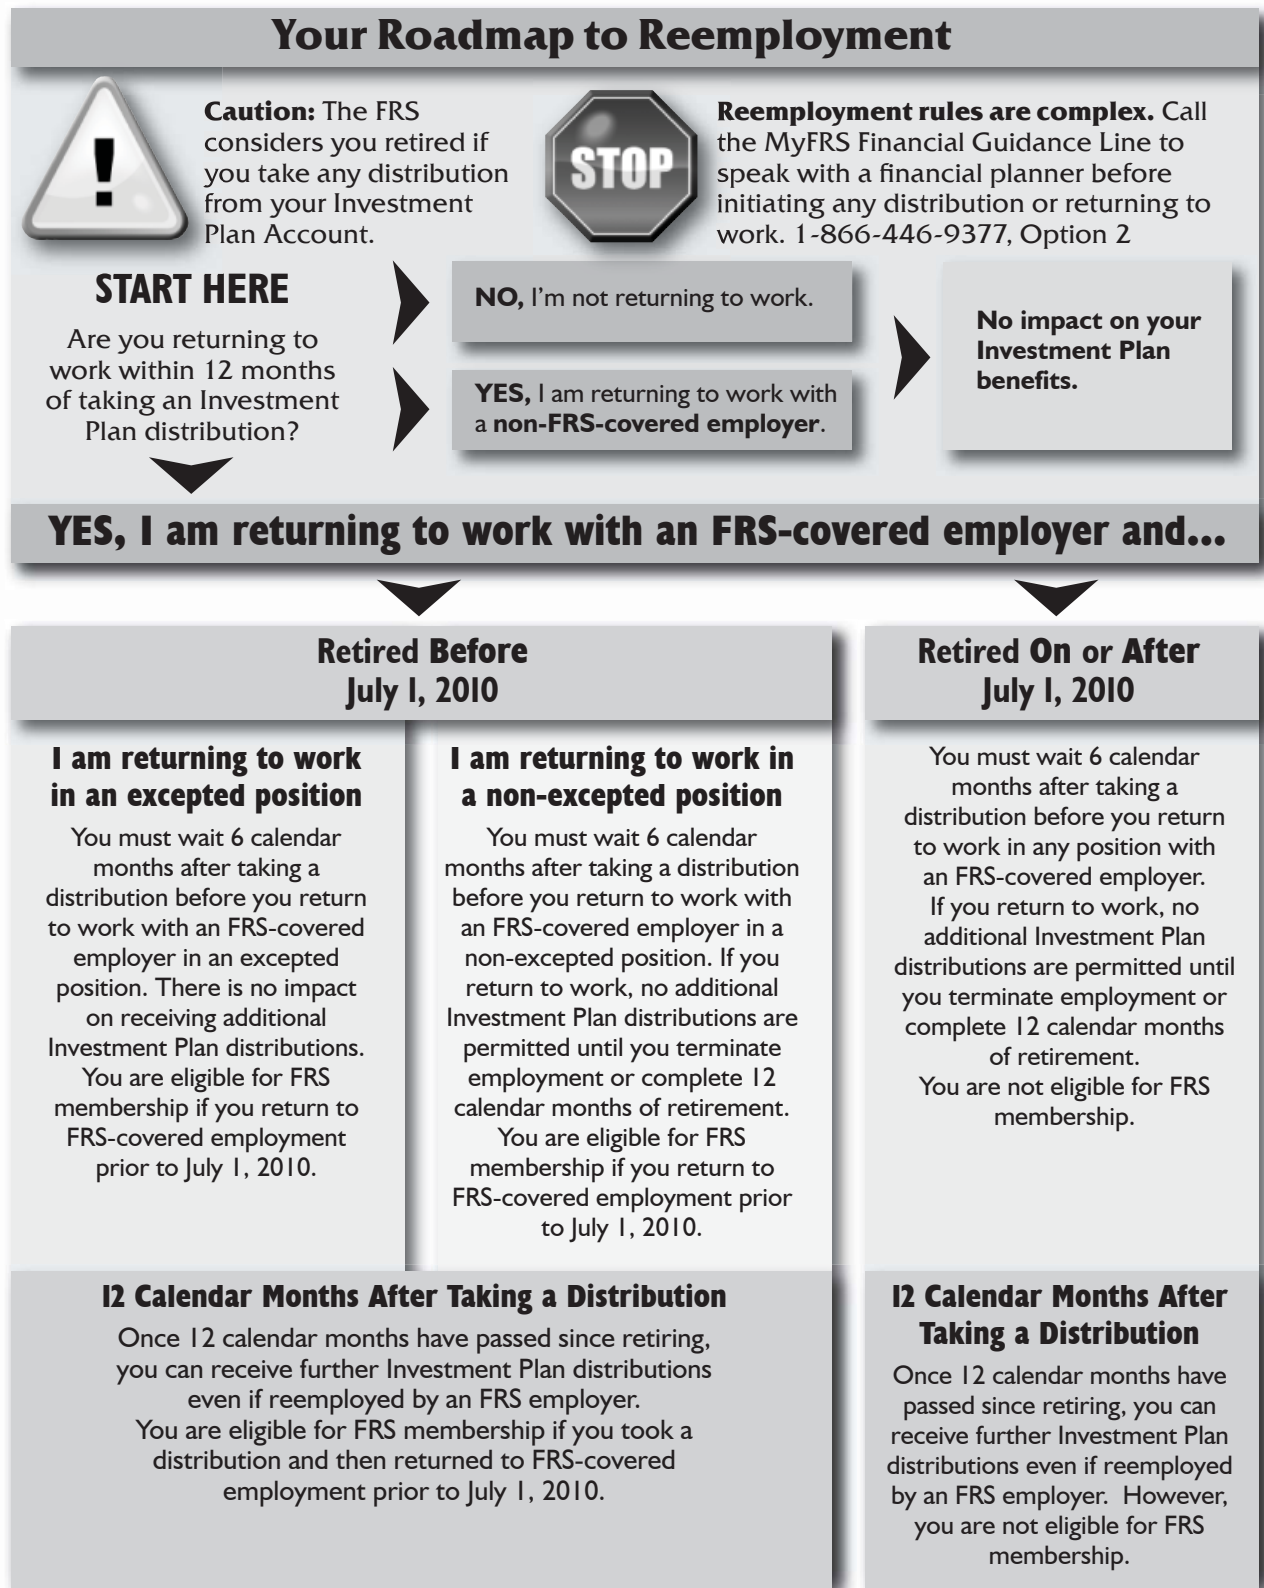 Your Roadmap to Reemployment
Caution: The FRS
considers you retired if
you take any distribution
from your Investment
Plan Account.
STOP
Reemployment rules are complex. Call
the MyFRS Financial Guidance Line to
speak with a financial planner before
initiating any distribution or returning to
work. 1-866-446-9377, Option 2
START HERE
Are you returning to
work within 12 months
of taking an Investment
Plan distribution?
NO, I'm not returning to work.
YES, I am returning to work with
a non-FRS-covered employer.
No impact on your
Investment Plan
benefits.
YES, I am returning to work with an FRS-covered employer and...
Retired Before
July 1, 2010
I am returning to work
in an excepted position
You must wait 6 calendar
months after taking a
distribution before you return
to work with an FRS-covered
employer in an excepted
position. There is no impact
on receiving additional
Investment Plan distributions.
You are eligible for FRS
membership if you return to
FRS-covered employment
prior to July 1, 2010.
I am returning to work in
a non-excepted position
You must wait 6 calendar
months after taking a distribution
before you return to work with
an FRS-covered employer in a
non-excepted position. If you
return to work, no additional
Investment Plan distributions are
permitted until you terminate
employment or complete 12
calendar months of retirement.
You are eligible for FRS
membership if you return to
FRS-covered employment prior
to July 1, 2010.
12 Calendar Months After Taking a Distribution
Once 12 calendar months have passed since retiring,
you can receive further Investment Plan distributions
even if reemployed by an FRS employer.
You are eligible for FRS membership if you took a
distribution and then returned to FRS-covered
employment prior to July 1, 2010.
Retired On or After
July 1, 2010
You must wait 6 calendar
months after taking a
distribution before you return
to work in any position with
an FRS-covered employer.
If you return to work, no
additional Investment Plan
distributions are permitted until
you terminate employment or
complete 12 calendar months
of retirement.
You are not eligible for FRS
membership.
12 Calendar Months After
Taking a Distribution
Once 12 calendar months have
passed since retiring, you can
receive further Investment Plan
distributions even if reemployed
by an FRS employer. However,
you are not eligible for FRS
membership.